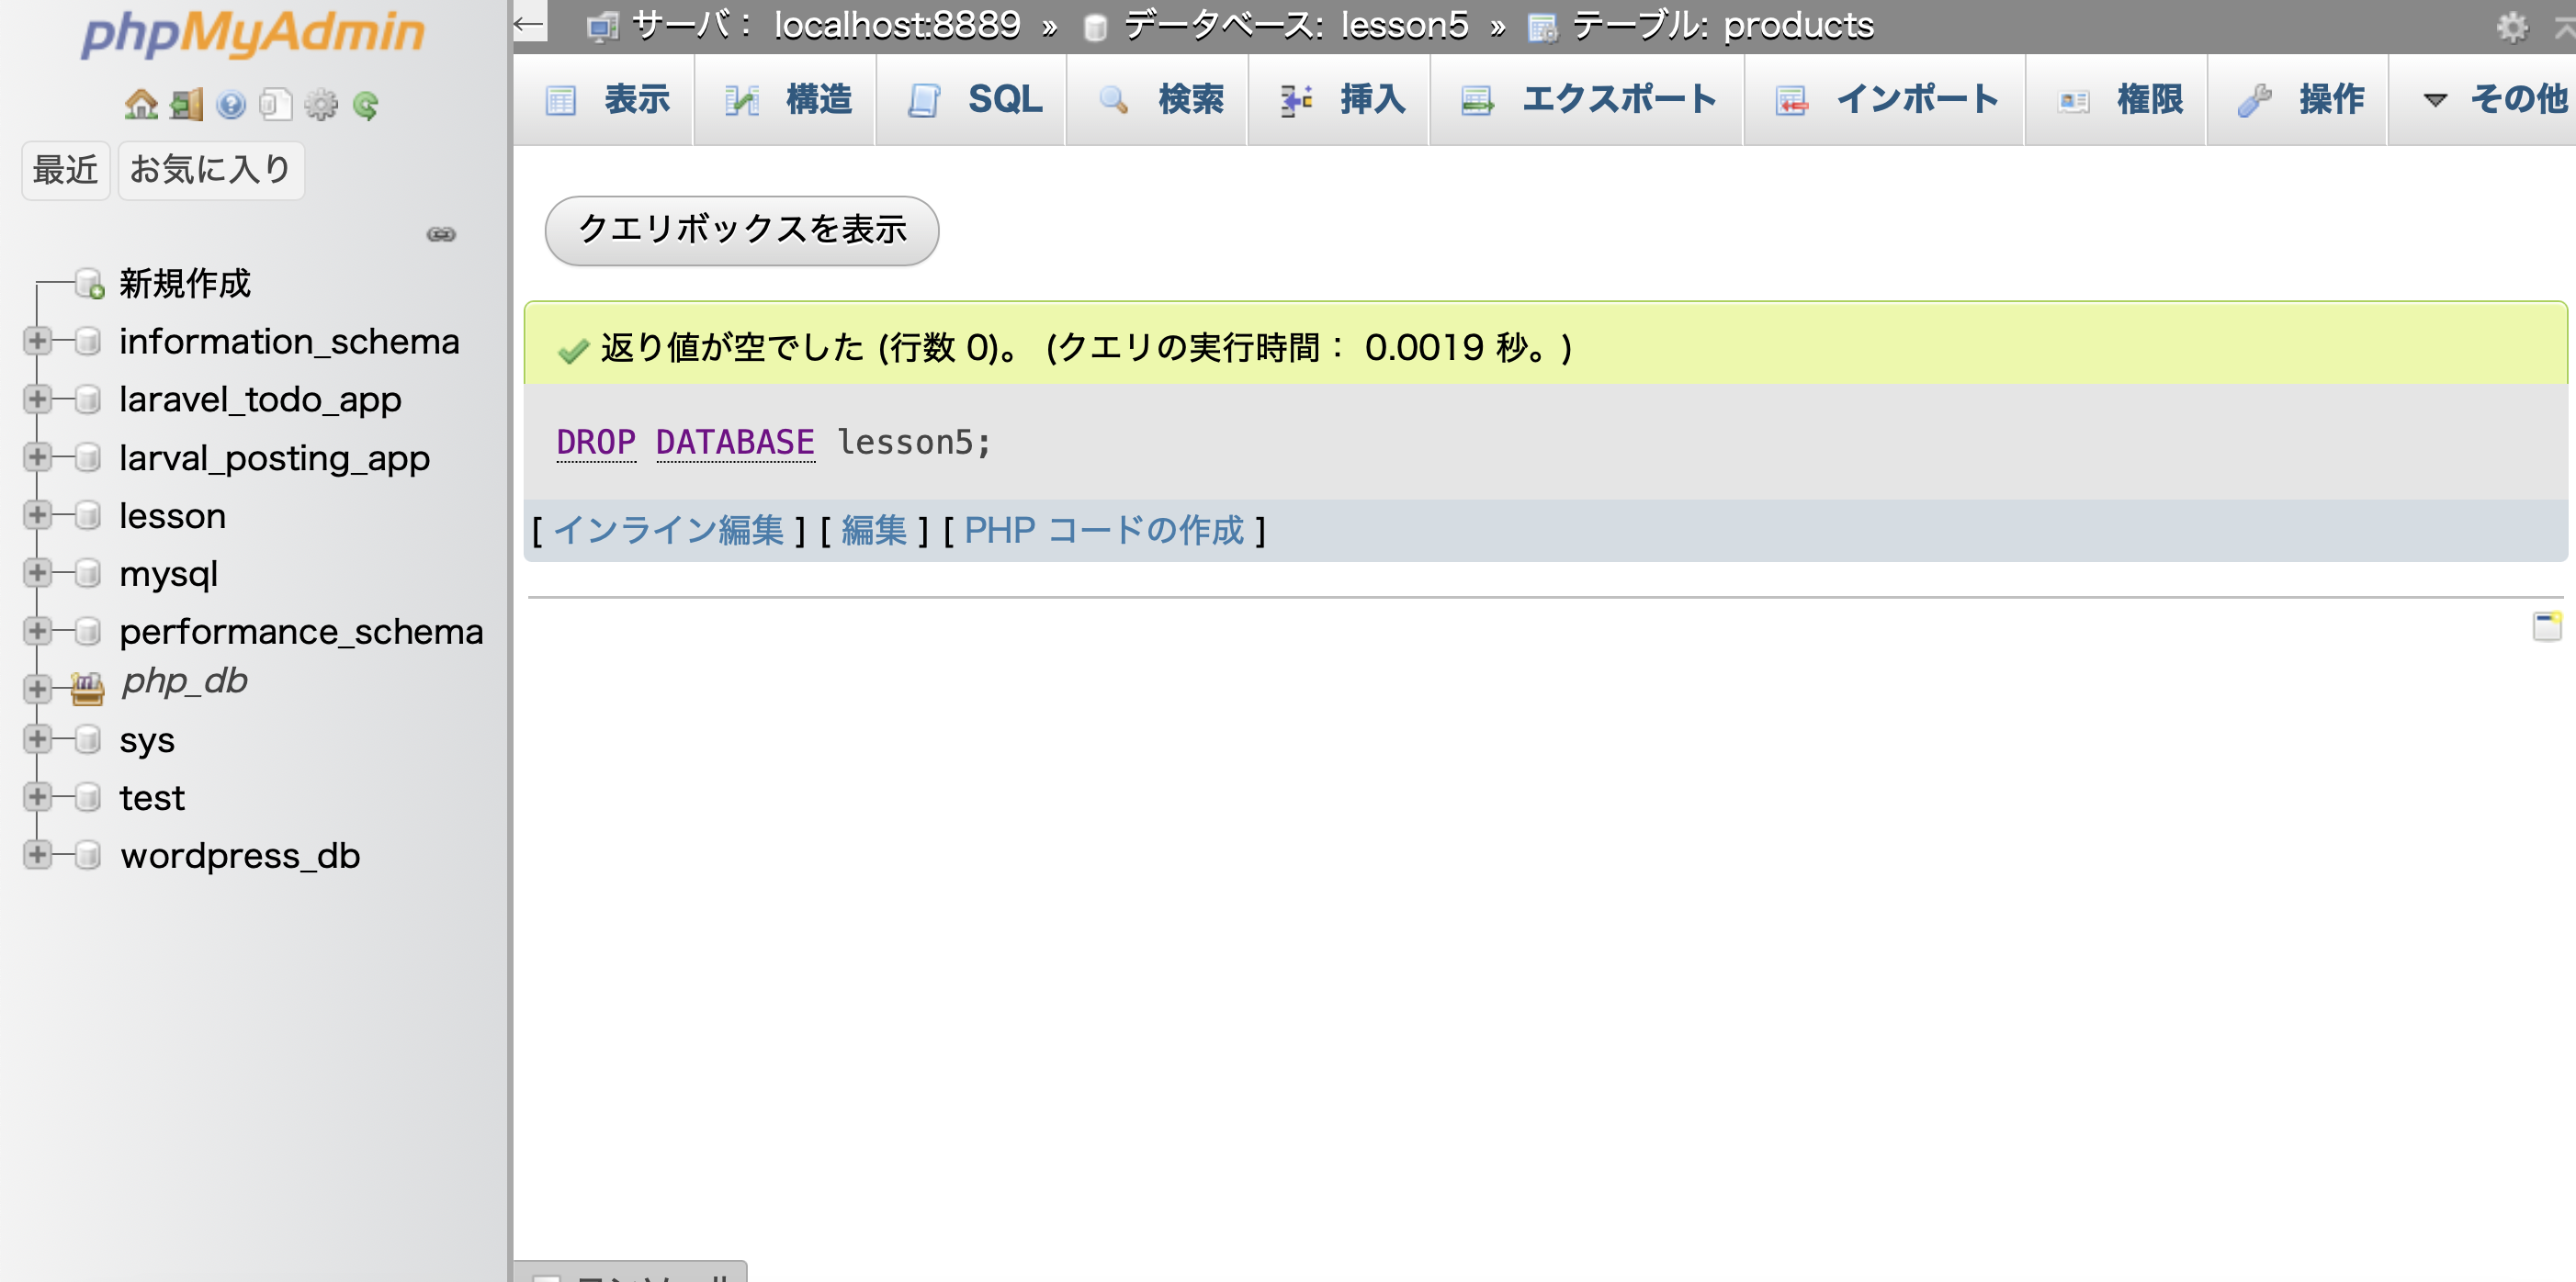 phpMyAdmin
最近 お気に入り
新規作成
information_schema
laravel_todo_app
larval_posting_app
lesson
mysql
performance_schema
php_db
sys
test
wordpress_db
サーバ： localhost:8889 » データベース: lesson5 » テーブル: products
表示 構造 SQL 検索 挿入 エクスポート インポート 権限 操作 その他
クエリボックスを表示
返り値が空でした (行数 0)。 (クエリの実行時間： 0.0019 秒。)
DROP DATABASE lesson5;
[ インライン編集 ] [ 編集 ] [ PHP コードの作成 ]